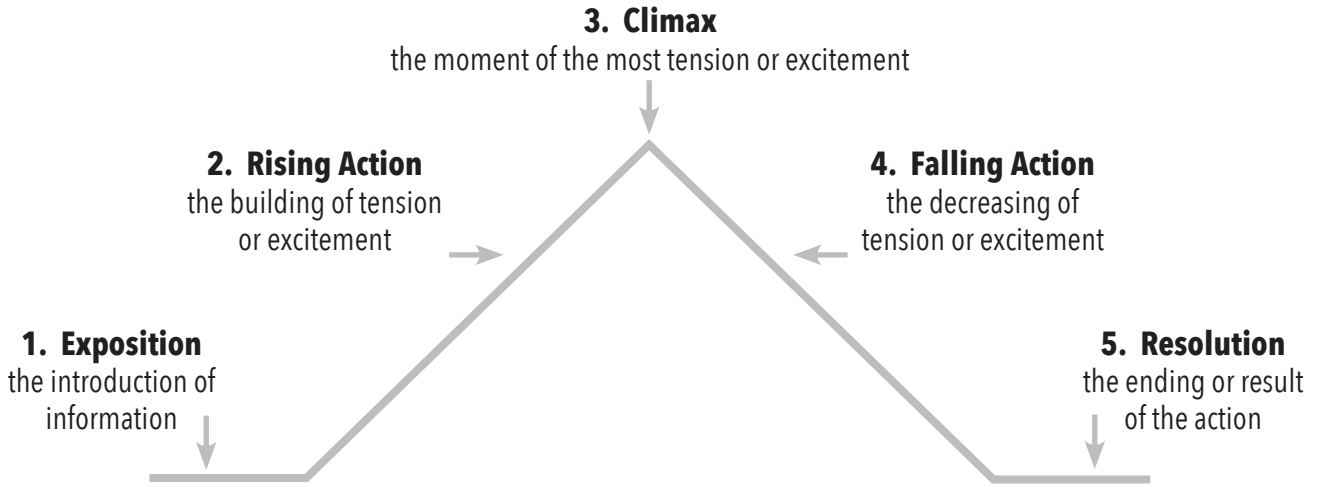 3. Climax
the moment of the most tension or excitement
2. Rising Action
the building of tension
or excitement
4. Falling Action
the decreasing of
tension or excitement
1. Exposition
the introduction of
information
5. Resolution
the ending or result
of the action